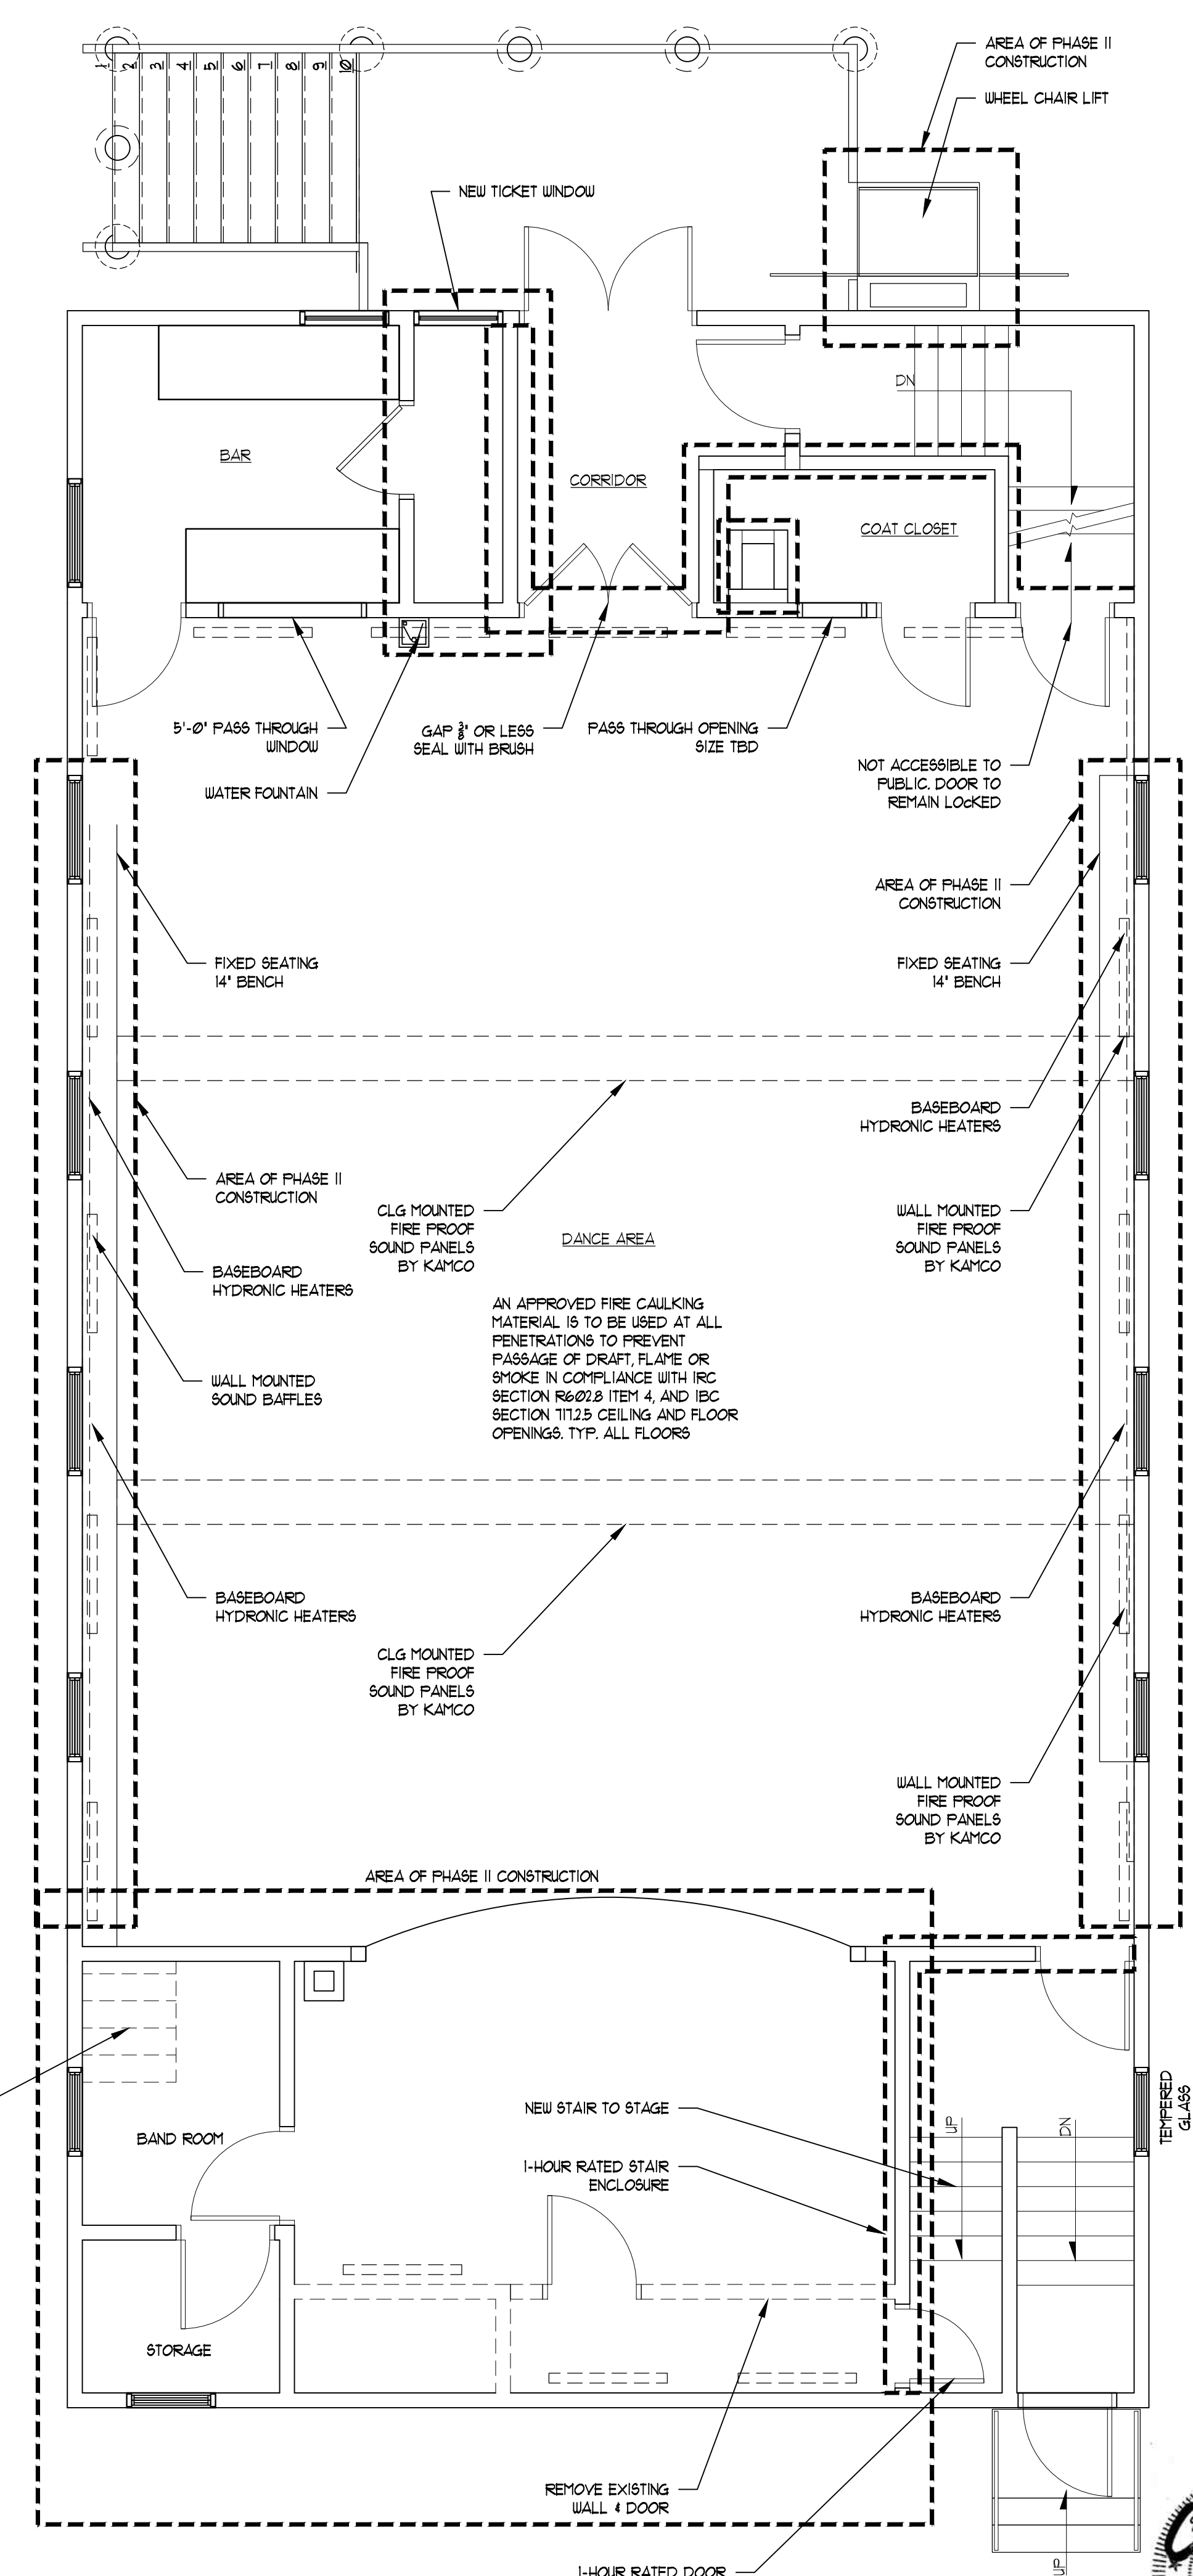 AREA OF PHASE II
CONSTRUCTION
WHEEL CHAIR LIFT
1
2
3
4
5
6
7
8
9
10
NEW TICKET WINDOW
DN
BAR
CORRIDOR
COAT CLOSET
5'-0" PASS THROUGH
WINDOW
GAP 3/8" OR LESS
SEAL WITH BRUSH
PASS THROUGH OPENING
SIZE TBD
WATER FOUNTAIN
NOT ACCESSIBLE TO
PUBLIC. DOOR TO
REMAIN LOcKED
AREA OF PHASE II
CONSTRUCTION
FIXED SEATING
14" BENCH
FIXED SEATING
14" BENCH
BASEBOARD
HYDRONIC HEATERS
AREA OF PHASE II
CONSTRUCTION
CLG MOUNTED
FIRE PROOF
SOUND PANELS
BY KAMCO
DANCE AREA
WALL MOUNTED
FIRE PROOF
SOUND PANELS
BY KAMCO
BASEBOARD
HYDRONIC HEATERS
AN APPROVED FIRE CAULKING
MATERIAL IS TO BE USED AT ALL
PENETRATIONS TO PREVENT
PASSAGE OF DRAFT, FLAME OR
SMOKE IN COMPLIANCE WITH IRC
SECTION R602.8 ITEM 4, AND IBC
SECTION 717.2.5 CEILING AND FLOOR
OPENINGS. TYP. ALL FLOORS
WALL MOUNTED
SOUND BAFFLES
BASEBOARD
HYDRONIC HEATERS
BASEBOARD
HYDRONIC HEATERS
CLG MOUNTED
FIRE PROOF
SOUND PANELS
BY KAMCO
WALL MOUNTED
FIRE PROOF
SOUND PANELS
BY KAMCO
AREA OF PHASE II CONSTRUCTION
TEMPERED
GLASS
NEW STAIR TO STAGE
UP
DN
BAND ROOM
1-HOUR RATED STAIR
ENCLOSURE
STORAGE
REMOVE EXISTING
WALL & DOOR
1-HOUR RATED DOOR
UP